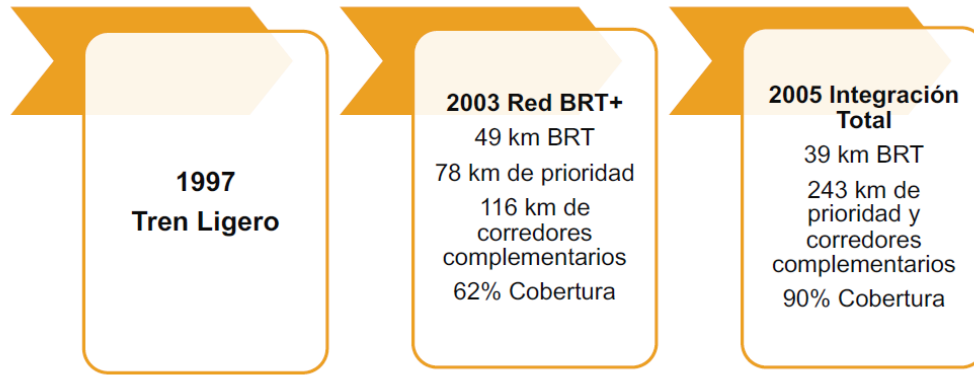 1997
Tren Ligero
2003 Red BRT+
49 km BRT
78 km de prioridad
116 km de
corredores
complementarios
62% Cobertura
2005 Integración
Total
39 km BRT
243 km de
prioridad y
corredores
complementarios
90% Cobertura